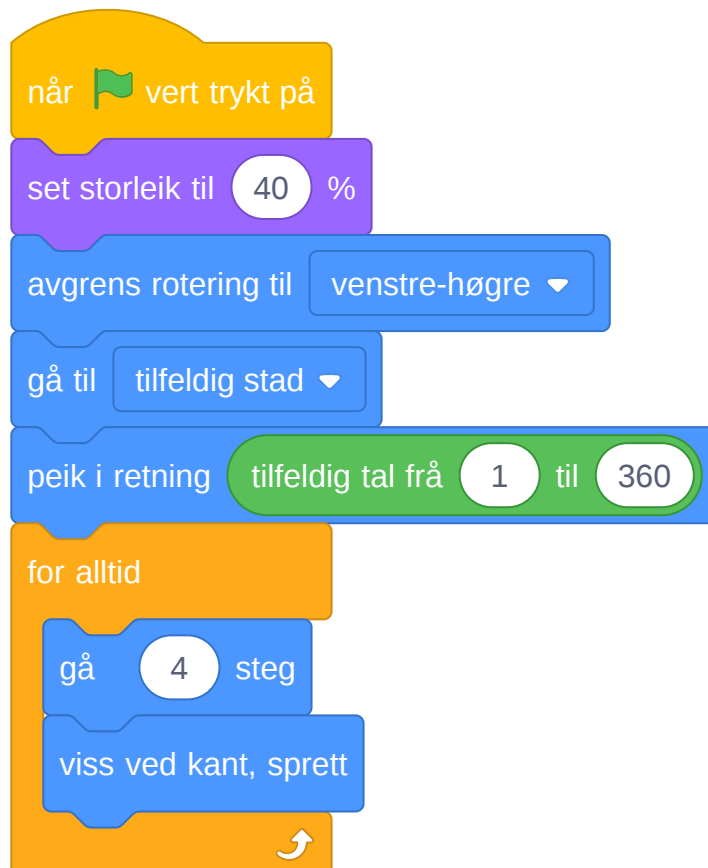 når vert trykt på
set storleik til 40 %
avgrens rotering til venstre-høgre
gå til tilfeldig stad
peik i retning tilfeldig tal frå 1 til 360
for alltid
gå 4 steg
viss ved kant, sprett